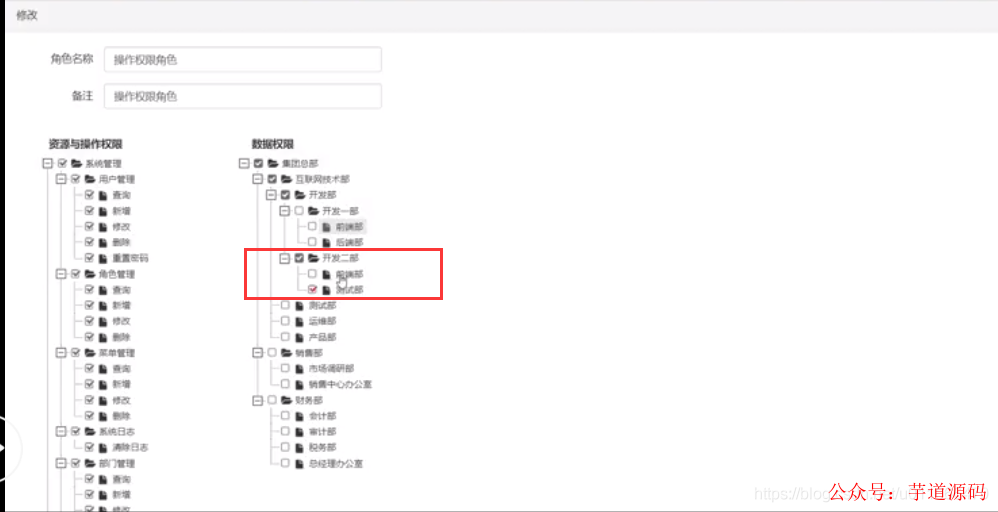 修改
角色名称
操作权限角色
备注
操作权限角色
资源与操作权限
系统管理
用户管理
查询
新增
修改
删除
重置密码
角色管理
查询
新增
修改
删除
菜单管理
查询
新增
修改
删除
系统日志
清除日志
部门管理
查询
新增
修改
数据权限
集团总部
互联网技术部
开发部
开发一部
前端部
后端部
开发二部
前端部
测试部
测试部
运维部
产品部
销售部
市场调研部
销售中心办公室
财务部
会计部
审计部
税务部
总经理办公室
https://blog
公众号：芋道源码